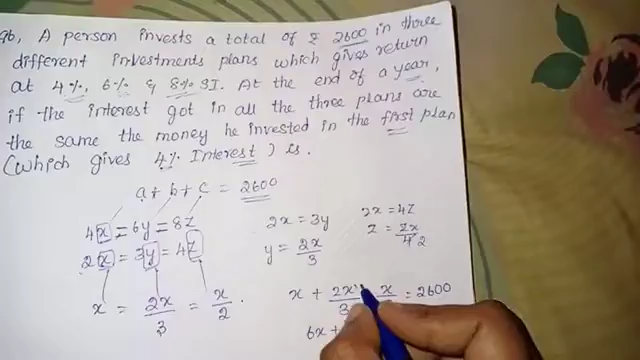 96, A person invests a total of ₹ 2600 in three
different investments plans which gives return
at 4%, 6% & 8% SI. At the end of a year,
if the interest got in all the three plans are
the same the money he invested in the first plan
(which gives 4% Interest) is.
a + b + c = 2600
4x = 6y = 8z
2x = 3y = 4z
x = 2x/3 = x/2.
2x = 3y
y = 2x/3
2x = 4z
z = 2x/4 2
x + 2x/3 x = 2600
6x +